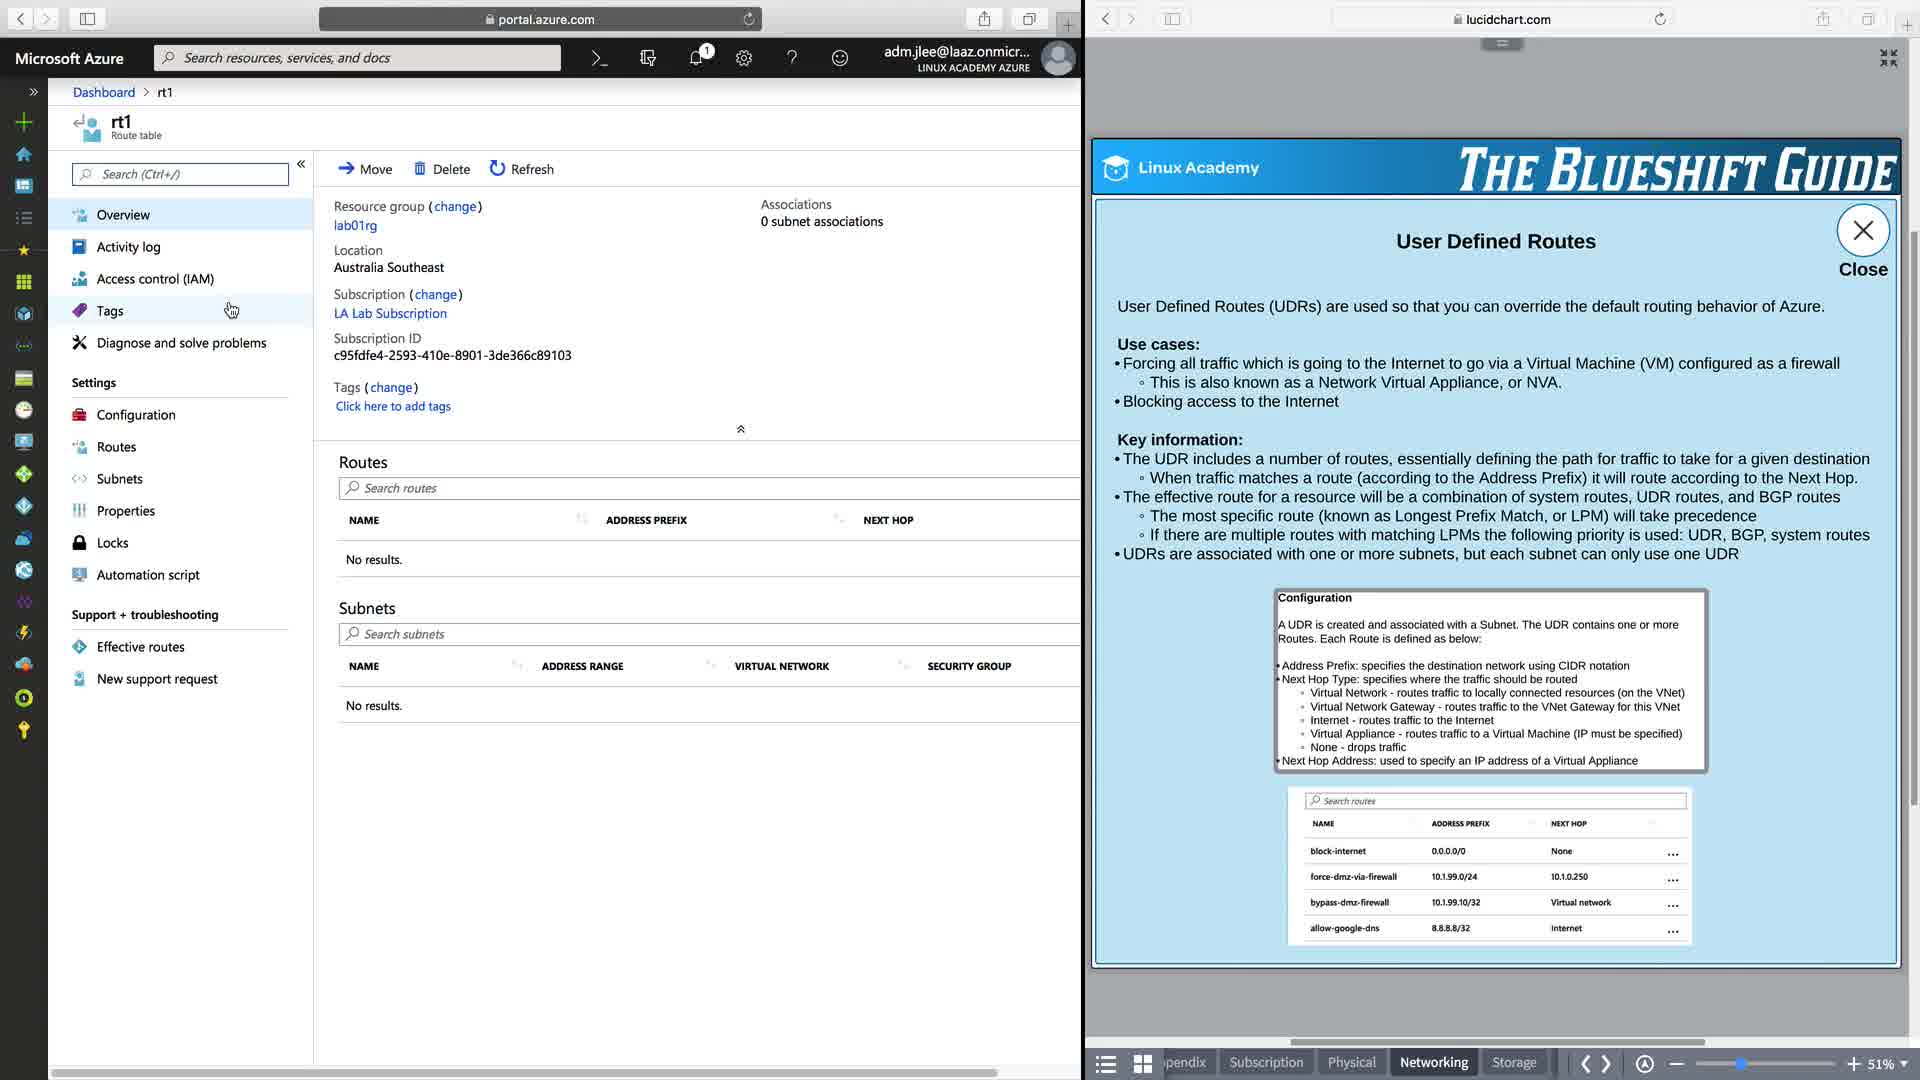 portal.azure.com
Microsoft Azure
Search resources, services, and docs
1
adm.jlee@laaz.onmicr...
LINUX ACADEMY AZURE
Dashboard > rt1
rt1
Route table
Search (Ctrl+/)
Overview
Activity log
Access control (IAM)
Tags
Diagnose and solve problems
Settings
Configuration
Routes
Subnets
Properties
Locks
Automation script
Support + troubleshooting
Effective routes
New support request
Move
Delete
Refresh
Resource group (change)
lab01rg
Location
Australia Southeast
Subscription (change)
LA Lab Subscription
Subscription ID
c95fdfe4-2593-410e-8901-3de366c89103
Tags (change)
Click here to add tags
Associations
0 subnet associations
Routes
Search routes
NAME ADDRESS PREFIX NEXT HOP
No results.
Subnets
Search subnets
NAME ADDRESS RANGE VIRTUAL NETWORK SECURITY GROUP
No results.
lucidchart.com
Linux Academy
THE BLUESHIFT GUIDE
User Defined Routes
Close
User Defined Routes (UDRs) are used so that you can override the default routing behavior of Azure.
Use cases:
• Forcing all traffic which is going to the Internet to go via a Virtual Machine (VM) configured as a firewall
◦ This is also known as a Network Virtual Appliance, or NVA.
• Blocking access to the Internet
Key information:
• The UDR includes a number of routes, essentially defining the path for traffic to take for a given destination
◦ When traffic matches a route (according to the Address Prefix) it will route according to the Next Hop.
• The effective route for a resource will be a combination of system routes, UDR routes, and BGP routes
◦ The most specific route (known as Longest Prefix Match, or LPM) will take precedence
◦ If there are multiple routes with matching LPMs the following priority is used: UDR, BGP, system routes
• UDRs are associated with one or more subnets, but each subnet can only use one UDR
Configuration
A UDR is created and associated with a Subnet. The UDR contains one or more
Routes. Each Route is defined as below:
• Address Prefix: specifies the destination network using CIDR notation
• Next Hop Type: specifies where the traffic should be routed
◦ Virtual Network - routes traffic to locally connected resources (on the VNet)
◦ Virtual Network Gateway - routes traffic to the VNet Gateway for this VNet
◦ Internet - routes traffic to the Internet
◦ Virtual Appliance - routes traffic to a Virtual Machine (IP must be specified)
◦ None - drops traffic
• Next Hop Address: used to specify an IP address of a Virtual Appliance
Search routes
NAME ADDRESS PREFIX NEXT HOP
block-internet 0.0.0.0/0 None ...
force-dmz-via-firewall 10.1.99.0/24 10.1.0.250 ...
bypass-dmz-firewall 10.1.99.10/32 Virtual network ...
allow-google-dns 8.8.8.8/32 Internet ...
pendix Subscription Physical Networking Storage
51%